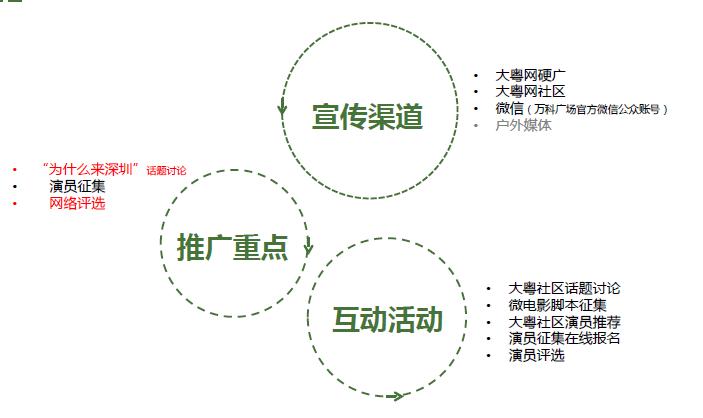 宣传渠道
• 大粤网硬广
• 大粤网社区
• 微信（万科广场官方微信公众账号）
• 户外媒体
推广重点
• “为什么来深圳”话题讨论
• 演员征集
• 网络评选
互动活动
• 大粤社区话题讨论
• 微电影脚本征集
• 大粤社区演员推荐
• 演员征集在线报名
• 演员评选